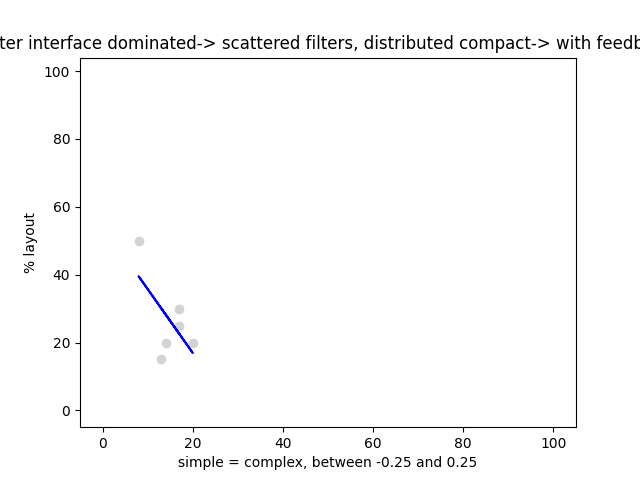 ter interface dominated-> scattered filters, distributed compact-> with feedb
100
80
60
40
20
0
% layout
0 20 40 60 80 100
simple = complex, between -0.25 and 0.25